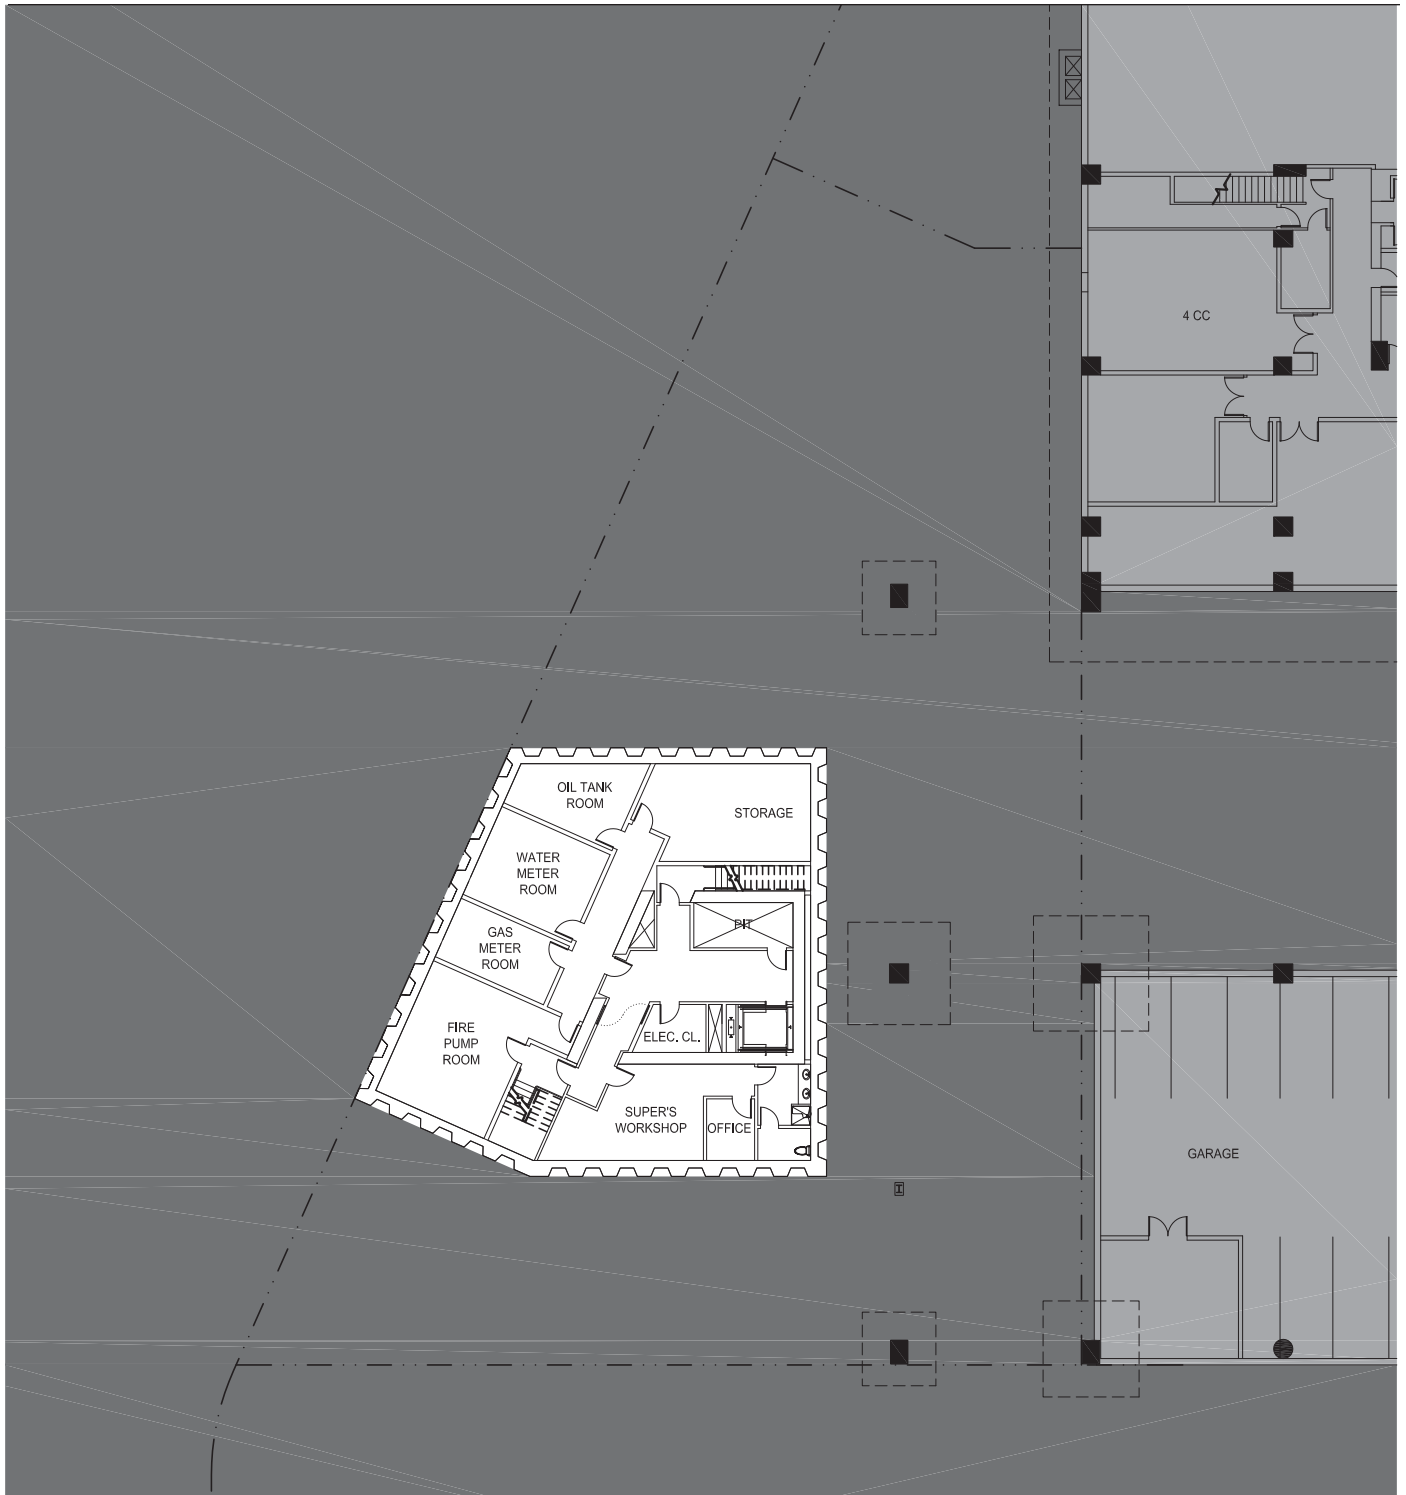 4 CC
OIL TANK
ROOM
STORAGE
WATER
METER
ROOM
PIT
GAS
METER
ROOM
FIRE
PUMP
ROOM
ELEC. CL.
SUPER'S
WORKSHOP
OFFICE
GARAGE